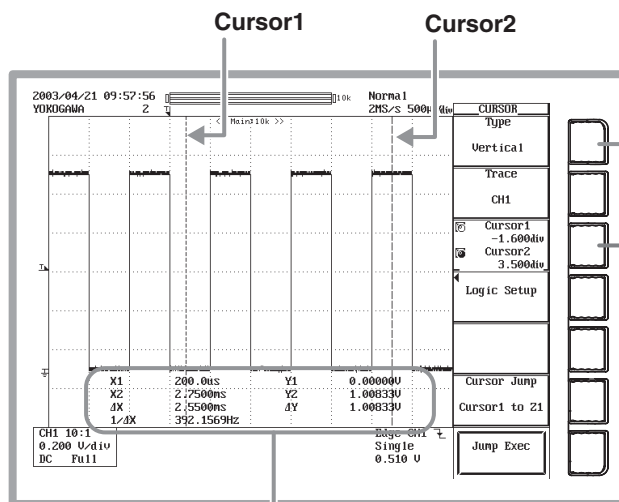 Cursor1
Cursor2
2003/04/21 09:57:56
10k
Normal
YOKOGAWA
2
2MS/s
<< Main:10k >>
CURSOR
Type
Vertical
Trace
CH1
Cursor1
-1.600div
Cursor2
3.500div
Logic Setup
X1 200.0us Y1 0.00000V
X2 2.7500ms Y2 1.00833V
ΔX 2.5500ms ΔY 1.00833V
1/ΔX 392.1569Hz
Cursor Jump
Cursor1 to Z1
CH1 10:1
0.200 V/div
DC Full
Edge CH1
Single
0.510 V
Jump Exec